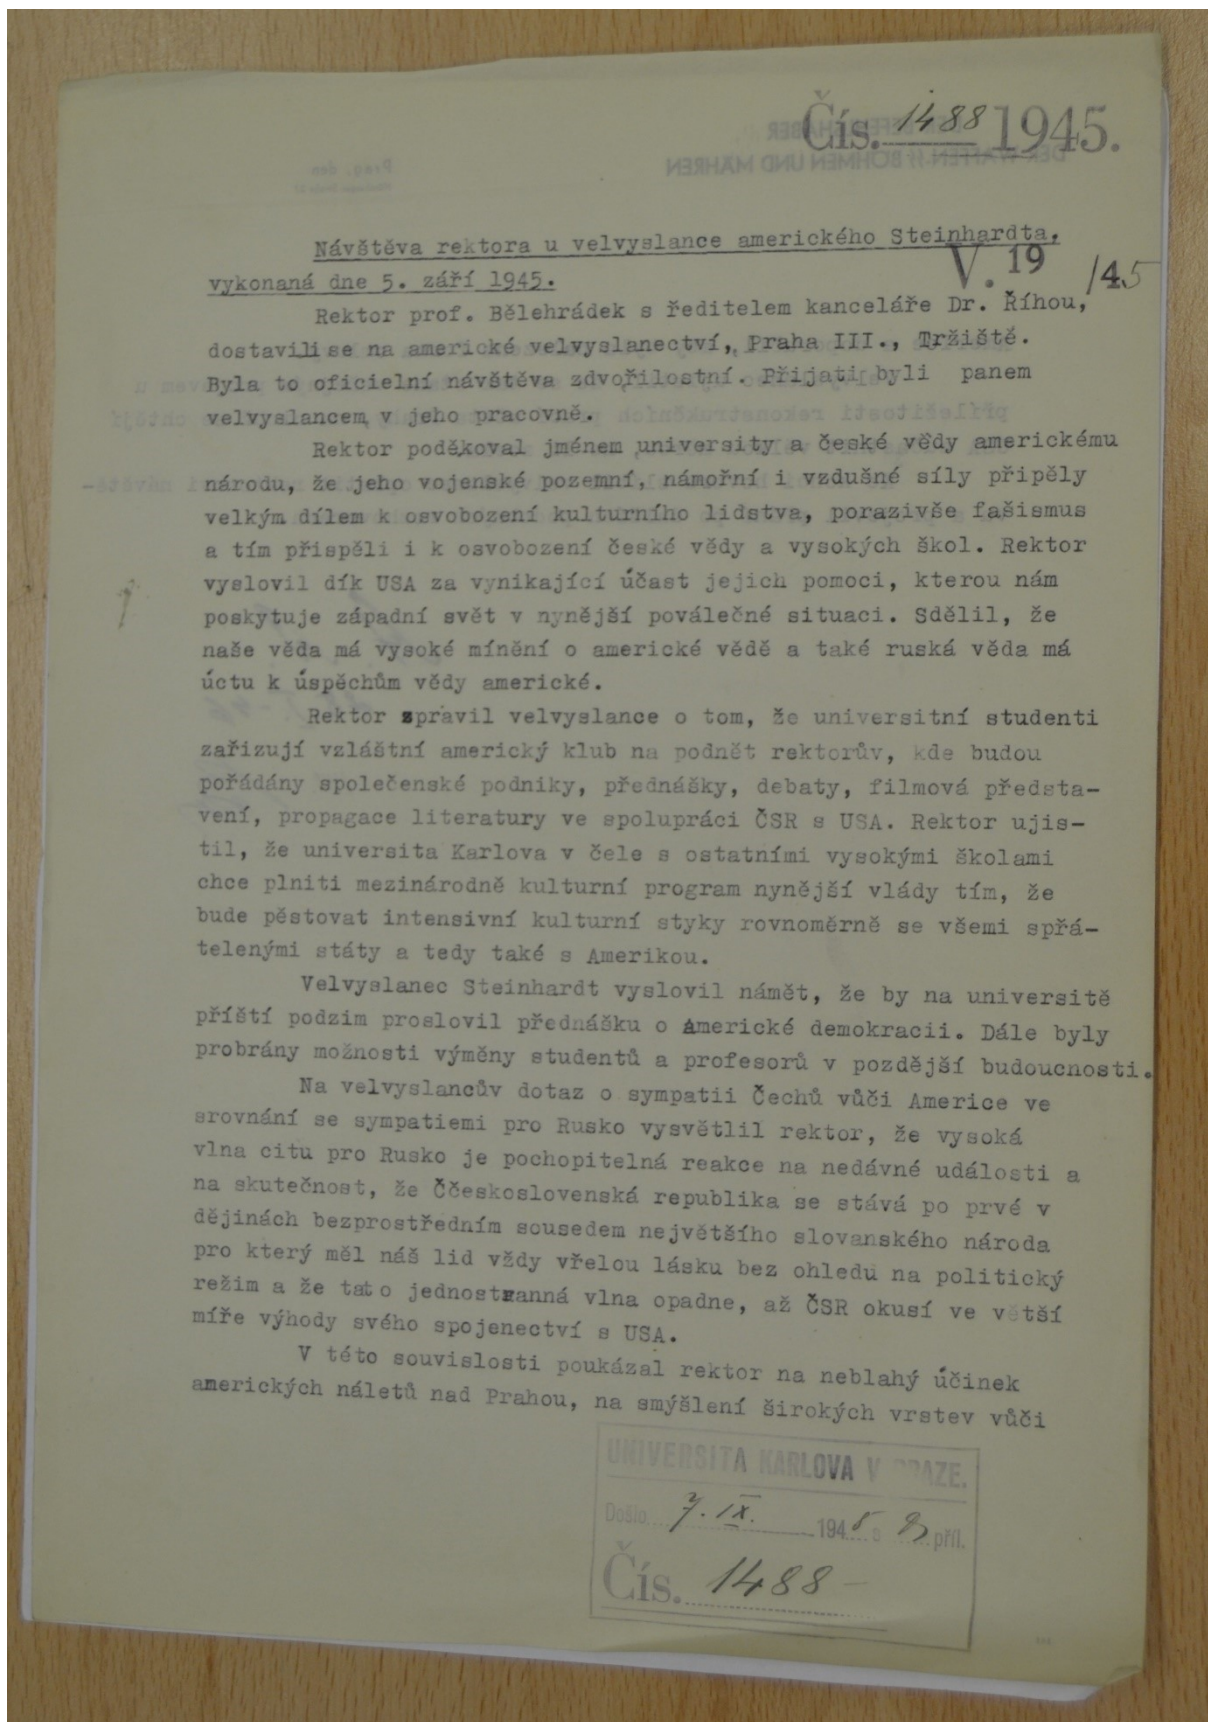 Čís. 1488 1945.
Návštěva rektora u velvyslance amerického Steinhardta,
V. 19 /45
vykonaná dne 5. září 1945.
Rektor prof. Bělehrádek s ředitelem kanceláře Dr. Říhou,
dostavili se na americké velvyslanectví, Praha III., Tržiště.
Byla to oficielní návštěva zdvořilostní. Přijati byli panem
velvyslancem v jeho pracovně.
Rektor poděkoval jménem university a české vědy americkému
národu, že jeho vojenské pozemní, námořní i vzdušné síly připěly
velkým dílem k osvobození kulturního lidstva, porazivše fašismus
a tím přispěli i k osvobození české vědy a vysokých škol. Rektor
vyslovil dík USA za vynikající účast jejich pomoci, kterou nám
poskytuje západní svět v nynější poválečné situaci. Sdělil, že
naše věda má vysoké mínění o americké vědě a také ruská věda má
úctu k úspěchům vědy americké.
Rektor zpravil velvyslance o tom, že universitní studenti
zařizují vzláštní americký klub na podnět rektorův, kde budou
pořádány společenské podniky, přednášky, debaty, filmová předsta-
vení, propagace literatury ve spolupráci ČSR s USA. Rektor ujis-
til, že universita Karlova v čele s ostatními vysokými školami
chce plniti mezinárodně kulturní program nynější vlády tím, že
bude pěstovat intensivní kulturní styky rovnoměrně se všemi spřá-
telenými státy a tedy také s Amerikou.
Velvyslanec Steinhardt vyslovil námět, že by na universitě
příští podzim proslovil přednášku o Americké demokracii. Dále byly
probrány možnosti výměny studentů a profesorů v pozdější budoucnosti.
Na velvyslancův dotaz o sympatii Čechů vůči Americe ve
srovnání se sympatiemi pro Rusko vysvětlil rektor, že vysoká
vlna citu pro Rusko je pochopitelná reakce na nedávné události a
na skutečnost, že Ččeskoslovenská republika se stává po prvé v
dějinách bezprostředním sousedem největšího slovanského národa
pro který měl náš lid vždy vřelou lásku bez ohledu na politický
režim a že tato jednostranná vlna opadne, až ČSR okusí ve větší
míře výhody svého spojenectví s USA.
V této souvislosti poukázal rektor na neblahý účinek
amerických náletů nad Prahou, na smýšlení širokých vrstev vůči
UNIVERSITA KARLOVA V PRAZE.
Došlo 7. IX. 1945 s příl.
Čís. 1488 –